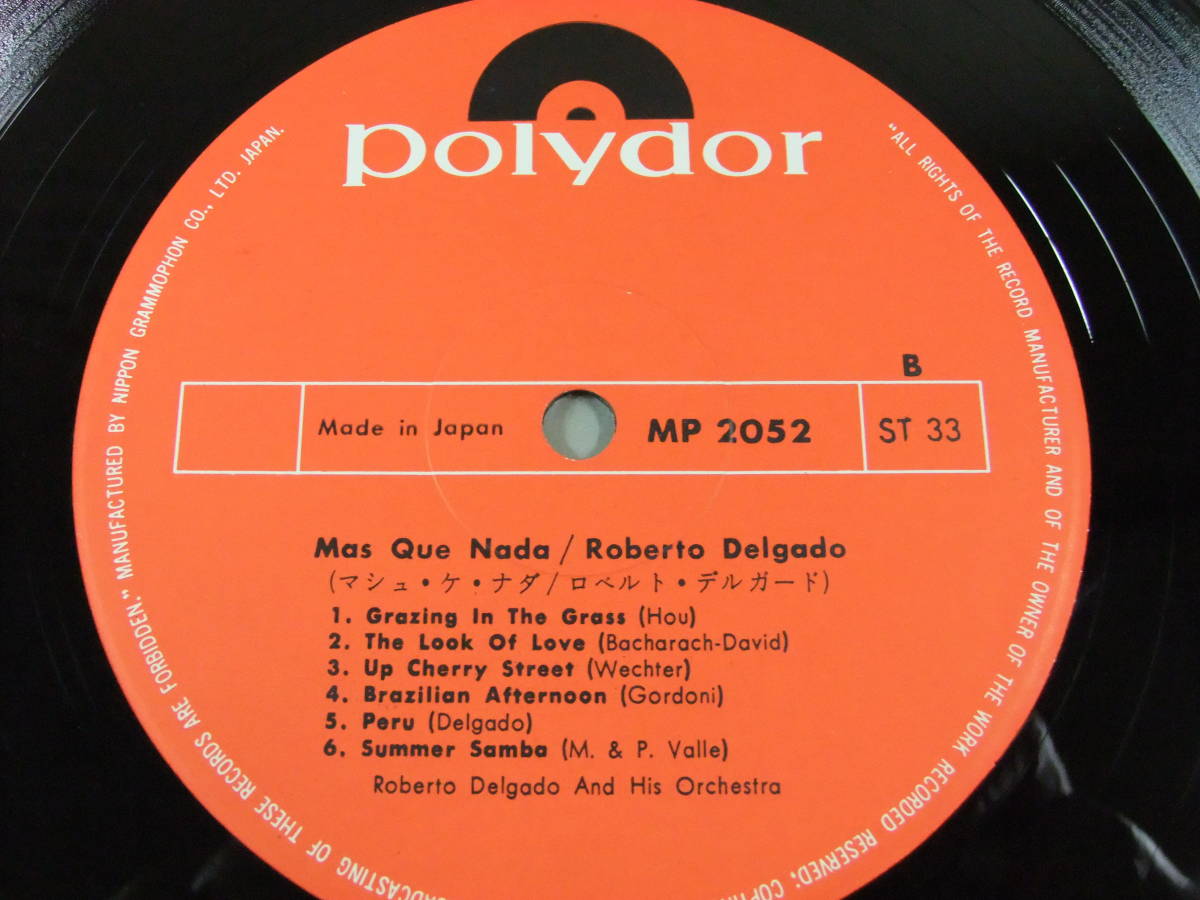 polydor
B
Made in Japan
MP 2052
ST 33
Mas Que Nada / Roberto Delgado
(マシュ・ケ・ナダ/ロベルト・デルガード)
1. Grazing In The Grass (Hou)
2. The Look Of Love (Bacharach-David)
3. Up Cherry Street (Wechter)
4. Brazilian Afternoon (Gordoni)
5. Peru (Delgado)
6. Summer Samba (M. & P. Valle)
Roberto Delgado And His Orchestra
"ALL RIGHTS OF THE RECORD MANUFACTURER AND OF THE OWNER OF THE WORK RECORDED RESERVED; OF THESE RECORDS ARE FORBIDDEN." MANUFACTURED BY NIPPON GRAMMOPHON CO., LTD. JAPAN.